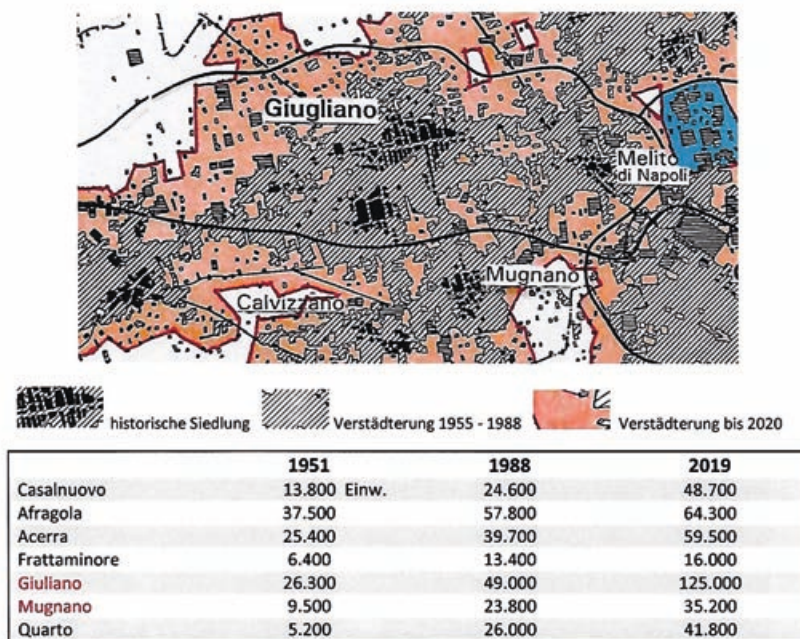 Giugliano
Melito
di Napoli
Mugnano
Calvizzano
historische Siedlung
Verstädterung 1955 - 1988
Verstädterung bis 2020
1951 1988 2019
Casalnuovo 13.800 Einw. 24.600 48.700
Afragola 37.500 57.800 64.300
Acerra 25.400 39.700 59.500
Frattaminore 6.400 13.400 16.000
Giuliano 26.300 49.000 125.000
Mugnano 9.500 23.800 35.200
Quarto 5.200 26.000 41.800